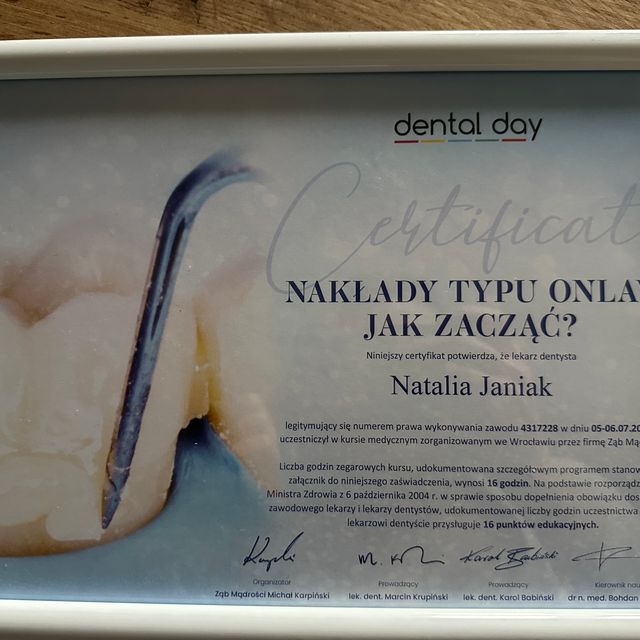 dental day
Certificat
NAKŁADY TYPU ONLAY
JAK ZACZĄĆ?
Niniejszy certyfikat potwierdza, że lekarz dentysta
Natalia Janiak
legitymujący się numerem prawa wykonywania zawodu 4317228 w dniu 05-06.07.20
uczestniczył w kursie medycznym zorganizowanym we Wrocławiu przez firmę Ząb Mą
Liczba godzin zegarowych kursu, udokumentowana szczegółowym programem stanow
załącznik do niniejszego zaświadczenia, wynosi 16 godzin. Na podstawie rozporządz
Ministra Zdrowia z 6 października 2004 r. w sprawie sposobu dopełnienia obowiązku dos
zawodowego lekarzy i lekarzy dentystów, udokumentowanej liczby godzin uczestnictwa
lekarzowi dentyście przysługuje 16 punktów edukacyjnych.
Organizator Prowadzący Prowadzący Kierownik nau
Ząb Mądrości Michał Karpiński lek. dent. Marcin Krupiński lek. dent. Karol Babiński dr n. med. Bohdan